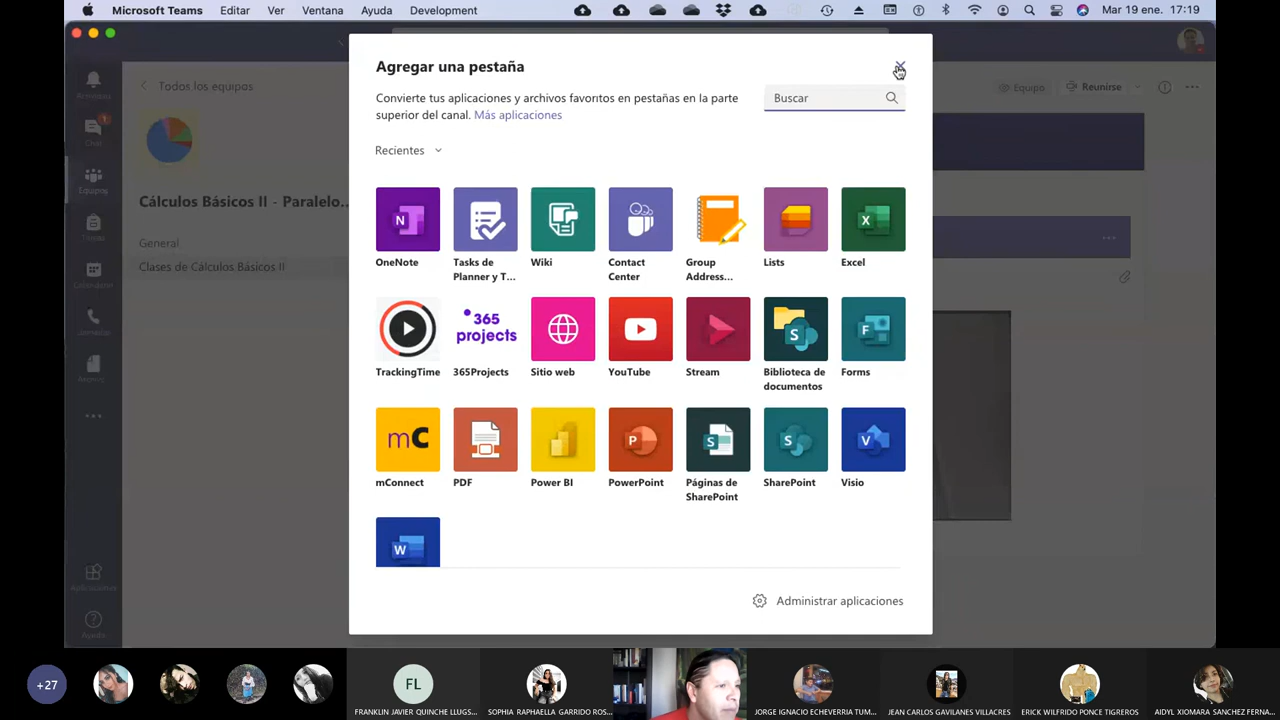 Microsoft Teams Editar Ver Ventana Ayuda Development Mar 19 ene. 17:19
Agregar una pestaña
Convierte tus aplicaciones y archivos favoritos en pestañas en la parte
superior del canal. Más aplicaciones
Buscar
Recientes
Todos los equipos
Equipo Reunirse
Chat
Equipos
Cálculos Básicos II - Paralelo...
General
Clases de Cálculos Básicos II
OneNote Tasks de Wiki Contact Group Lists Excel
Planner y T... Center Address...
365
projects
TrackingTime 365Projects Sitio web YouTube Stream Biblioteca de Forms
documentos
mC
mConnect PDF Power BI PowerPoint Páginas de SharePoint Visio
SharePoint
W
Administrar aplicaciones
Aplicaciones
Ayuda
+27
FL
FRANKLIN JAVIER QUINCHE LLUGS...
SOPHIA RAPHAELLA GARRIDO ROS...
JORGE IGNACIO ECHEVERRIA TUM...
JEAN CARLOS GAVILANES VILLACRES
ERICK WILFRIDO PONCE TIGREROS
AIDYL XIOMARA SANCHEZ FERNA...